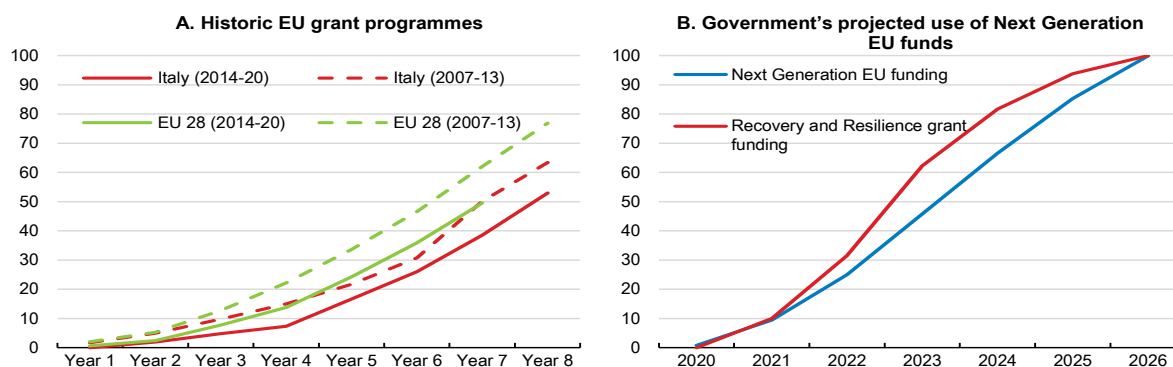 A. Historic EU grant programmes
100
90
80
70
60
50
40
30
20
10
0
Italy (2014-20)
Italy (2007-13)
EU 28 (2014-20)
EU 28 (2007-13)
Year 1 Year 2 Year 3 Year 4 Year 5 Year 6 Year 7 Year 8
B. Government’s projected use of Next Generation
EU funds
100
90
80
70
60
50
40
30
20
10
0
Next Generation EU funding
Recovery and Resilience grant
funding
2020 2021 2022 2023 2024 2025 2026